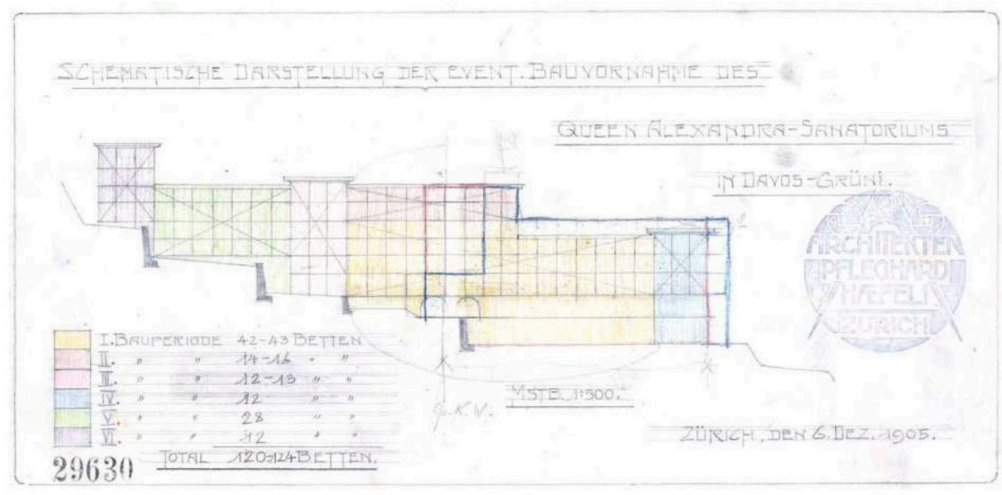 SCHEMATISCHE DARSTELLUNG DER EVENT. BAUVORNAHME DES
QUEEN ALEXANDRA-SANATORIUMS
IN DAVOS-GRÜNI.
ARCHITEKTEN
PFLEGHARD
HÆFELI
ZÜRICH
I. BAUPERIODE 42-43 BETTEN
II. " " 14-16 " "
III. " " 12-13 " "
IV. " " 12 " "
V. " " 28 " "
VI. " " 12 " "
TOTAL 120-124 BETTEN.
MSTB. 1:500.
ZÜRICH, DEN 6. DEZ. 1905.
29630